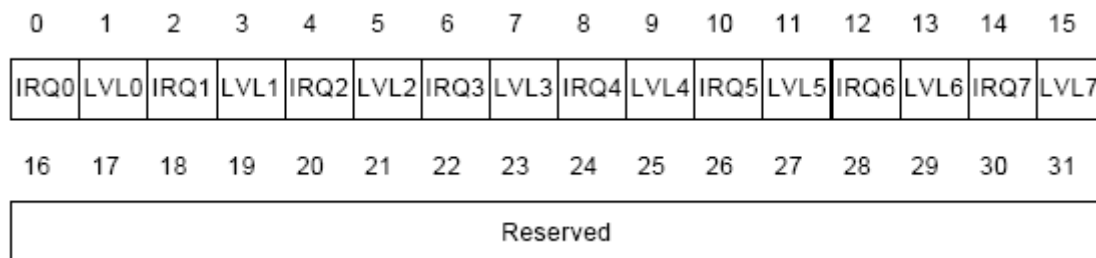 0 1 2 3 4 5 6 7 8 9 10 11 12 13 14 15
IRQ0 LVL0 IRQ1 LVL1 IRQ2 LVL2 IRQ3 LVL3 IRQ4 LVL4 IRQ5 LVL5 IRQ6 LVL6 IRQ7 LVL7
16 17 18 19 20 21 22 23 24 25 26 27 28 29 30 31
Reserved